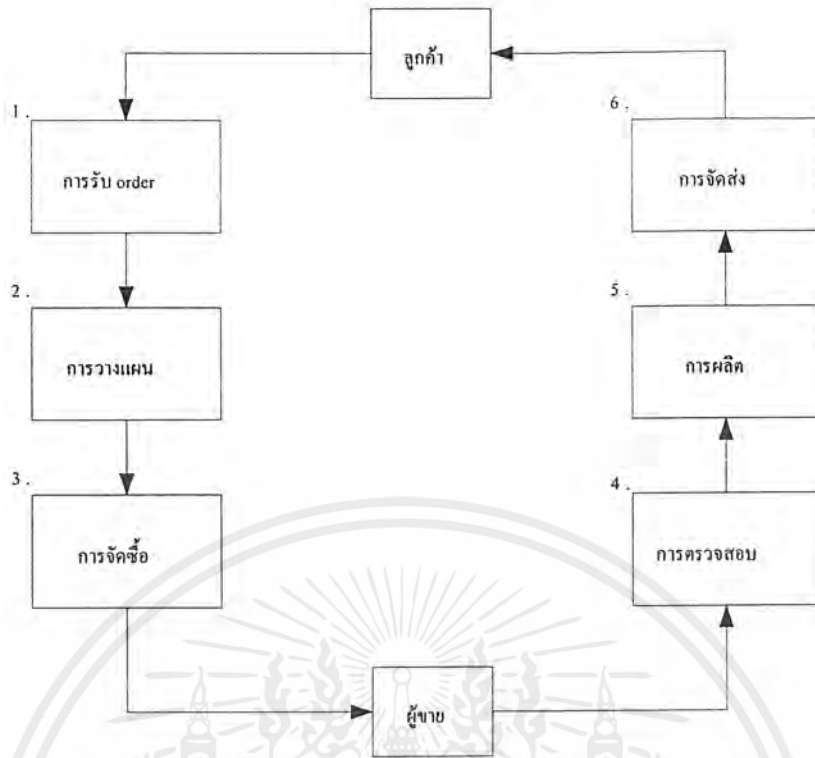 ลูกค้า
1 .
การรับ order
2 .
การวางแผน
3 .
การจัดซื้อ
ผู้ขาย
4 .
การตรวจสอบ
5 .
การผลิต
6 .
การจัดส่ง